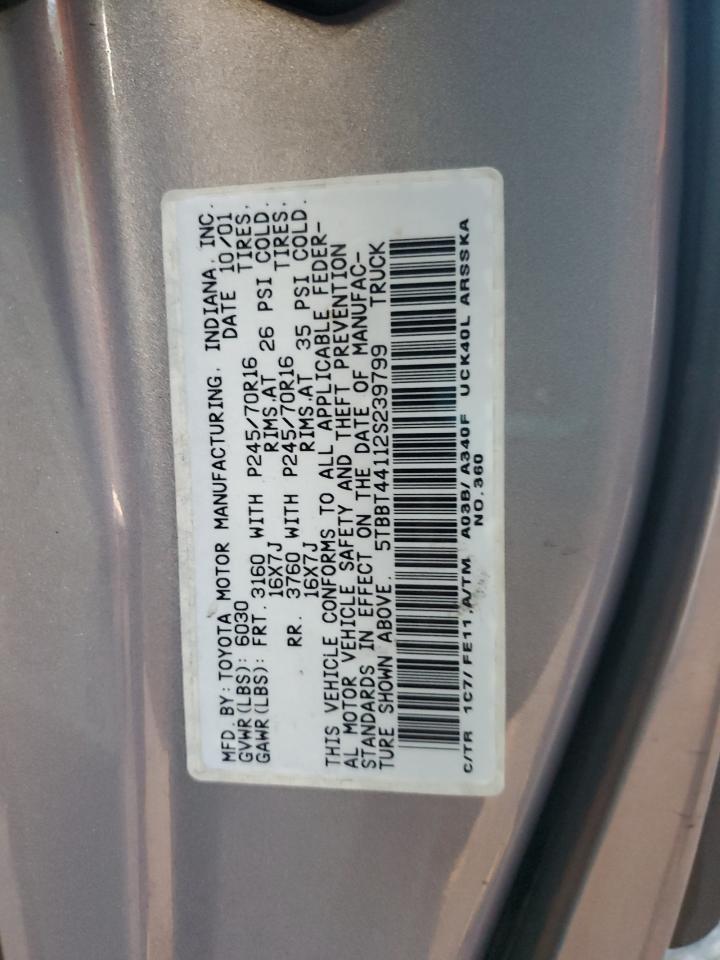 MFD. BY: TOYOTA MOTOR MANUFACTURING, INDIANA, INC.
GVWR(LBS): 6030 DATE 10/01
GAWR(LBS): FRT. 3160 WITH P245/70R16 TIRES,
16X7J RIMS,AT 26 PSI COLD.
RR. 3760 WITH P245/70R16 TIRES,
16X7J RIMS,AT 35 PSI COLD.
THIS VEHICLE CONFORMS TO ALL APPLICABLE FEDER-
AL MOTOR VEHICLE SAFETY AND THEFT PREVENTION
STANDARDS IN EFFECT ON THE DATE OF MANUFAC-
TURE SHOWN ABOVE. 5TBBT44112S239799 TRUCK
C/TR 1C7/FE11,A/TM A03B/A340F UCK40L ARSSKA
NO.360